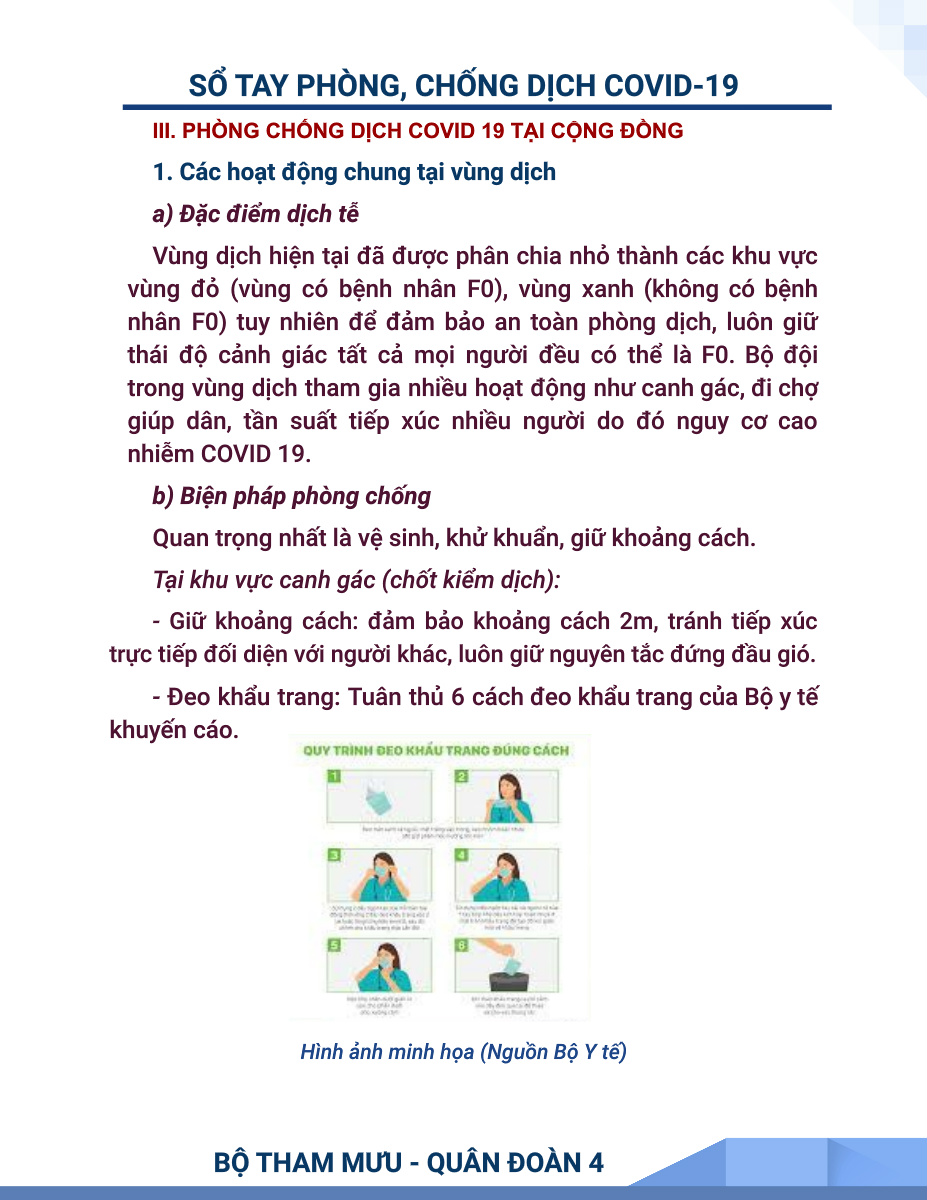 SỔ TAY PHÒNG, CHỐNG DỊCH COVID-19
III. PHÒNG CHỐNG DỊCH COVID 19 TẠI CỘNG ĐỒNG
1. Các hoạt động chung tại vùng dịch
a) Đặc điểm dịch tễ
Vùng dịch hiện tại đã được phân chia nhỏ thành các khu vực
vùng đỏ (vùng có bệnh nhân F0), vùng xanh (không có bệnh
nhân F0) tuy nhiên để đảm bảo an toàn phòng dịch, luôn giữ
thái độ cảnh giác tất cả mọi người đều có thể là F0. Bộ đội
trong vùng dịch tham gia nhiều hoạt động như canh gác, đi chợ
giúp dân, tần suất tiếp xúc nhiều người do đó nguy cơ cao
nhiễm COVID 19.
b) Biện pháp phòng chống
Quan trọng nhất là vệ sinh, khử khuẩn, giữ khoảng cách.
Tại khu vực canh gác (chốt kiểm dịch):
- Giữ khoảng cách: đảm bảo khoảng cách 2m, tránh tiếp xúc
trực tiếp đối diện với người khác, luôn giữ nguyên tắc đứng đầu gió.
- Đeo khẩu trang: Tuân thủ 6 cách đeo khẩu trang của Bộ y tế
khuyến cáo.
QUY TRÌNH ĐEO KHẨU TRANG ĐÚNG CÁCH
1
2
3
4
5
6
Hình ảnh minh họa (Nguồn Bộ Y tế)
BỘ THAM MƯU - QUÂN ĐOÀN 4